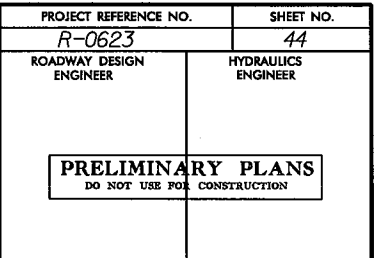 PROJECT REFERENCE NO. SHEET NO.
R-0623 44
ROADWAY DESIGN HYDRAULICS
ENGINEER ENGINEER
PRELIMINARY PLANS
DO NOT USE FOR CONSTRUCTION